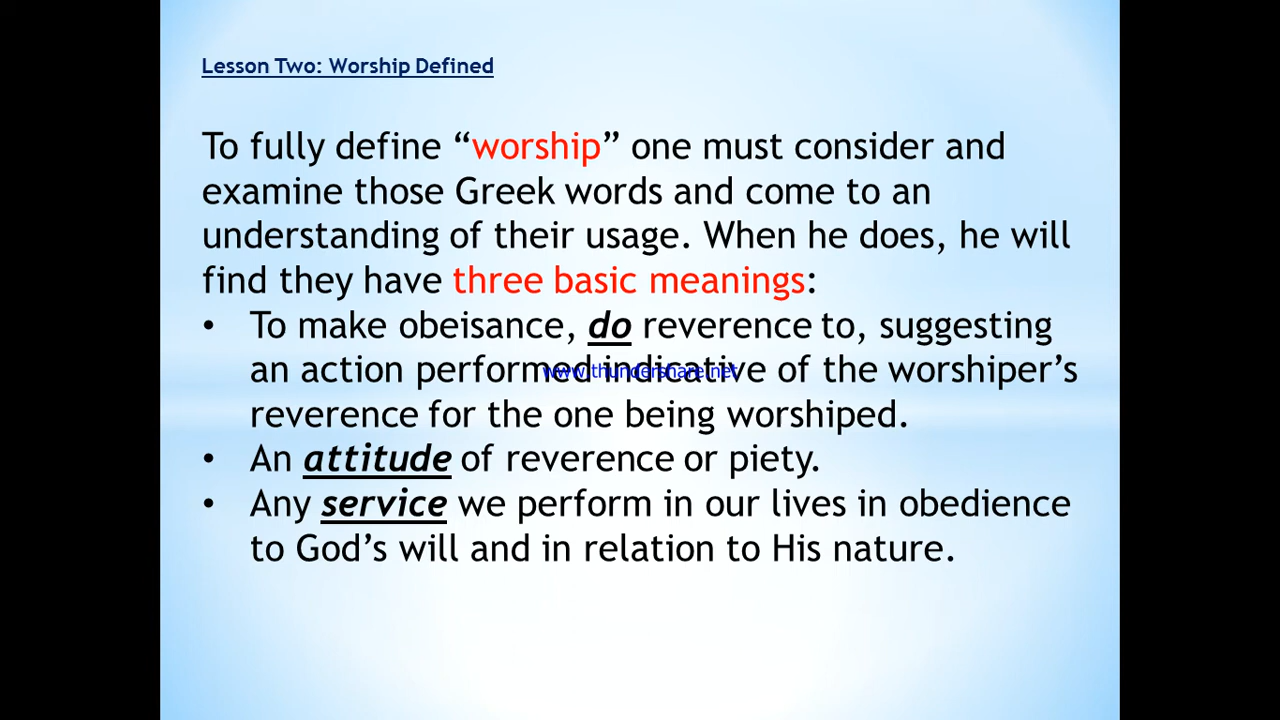 Lesson Two: Worship Defined
To fully define “worship” one must consider and
examine those Greek words and come to an
understanding of their usage. When he does, he will
find they have three basic meanings:
• To make obeisance, do reverence to, suggesting
an action performed indicative of the worshiper’s
www.thundershare.net
reverence for the one being worshiped.
• An attitude of reverence or piety.
• Any service we perform in our lives in obedience
to God’s will and in relation to His nature.